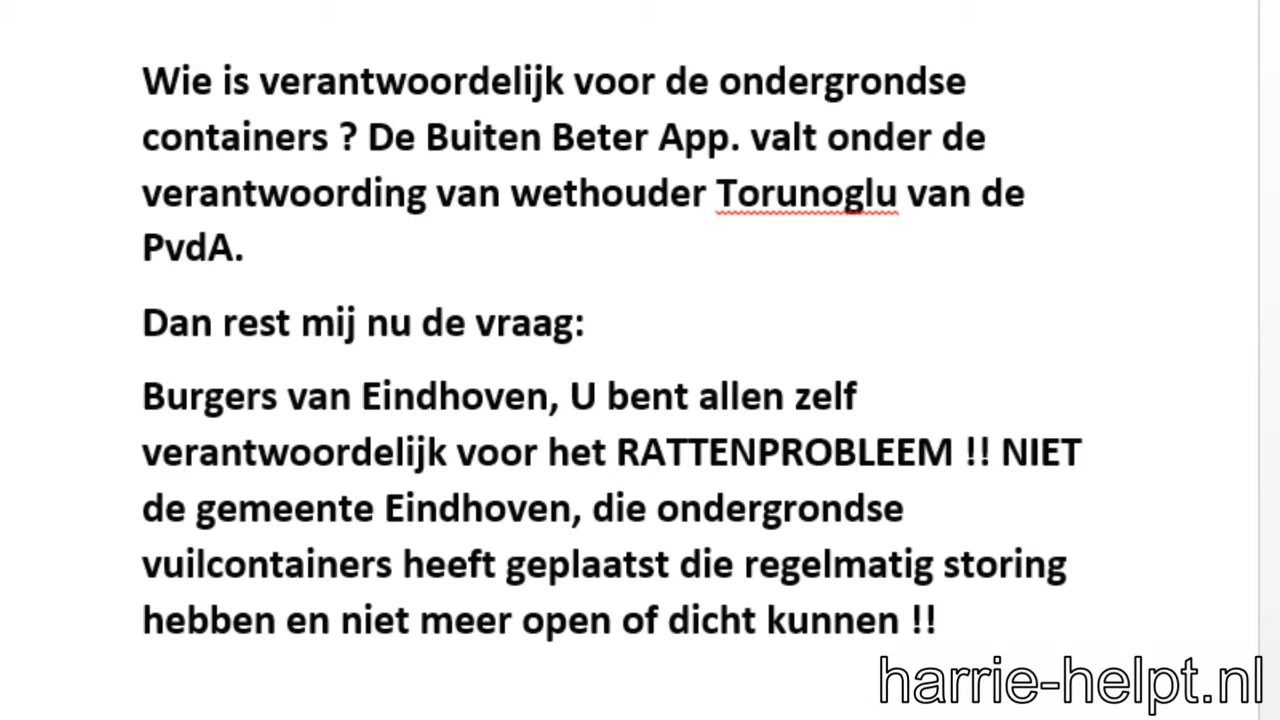 Wie is verantwoordelijk voor de ondergrondse
containers ? De Buiten Beter App. valt onder de
verantwoording van wethouder Torunoglu van de
PvdA.
Dan rest mij nu de vraag:
Burgers van Eindhoven, U bent allen zelf
verantwoordelijk voor het RATTENPROBLEEM !! NIET
de gemeente Eindhoven, die ondergrondse
vuilcontainers heeft geplaatst die regelmatig storing
hebben en niet meer open of dicht kunnen !!
harrie-helpt.nl